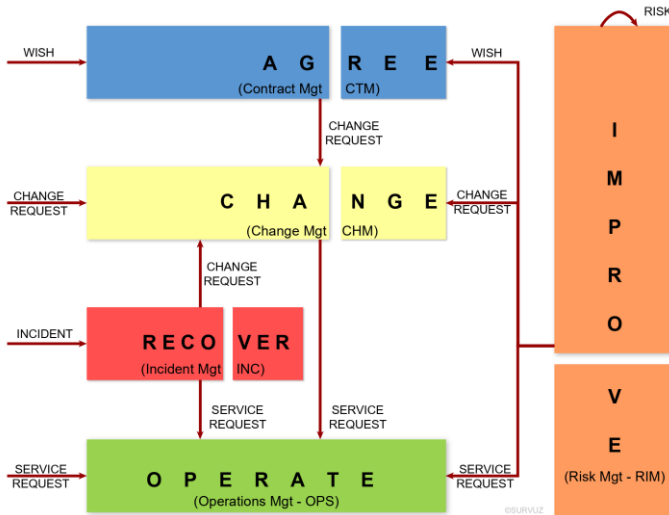 RISK
WISH
A G R E E
WISH
(Contract Mgt CTM)
CHANGE
REQUEST
I
M
P
R
O
CHANGE
REQUEST
C H A N G E
CHANGE
REQUEST
(Change Mgt CHM)
CHANGE
REQUEST
INCIDENT
R E C O V E R
(Incident Mgt INC)
V
E
(Risk Mgt - RIM)
SERVICE
REQUEST
SERVICE
REQUEST
SERVICE
REQUEST
O P E R A T E
SERVICE
REQUEST
(Operations Mgt - OPS)
©SURVUZ